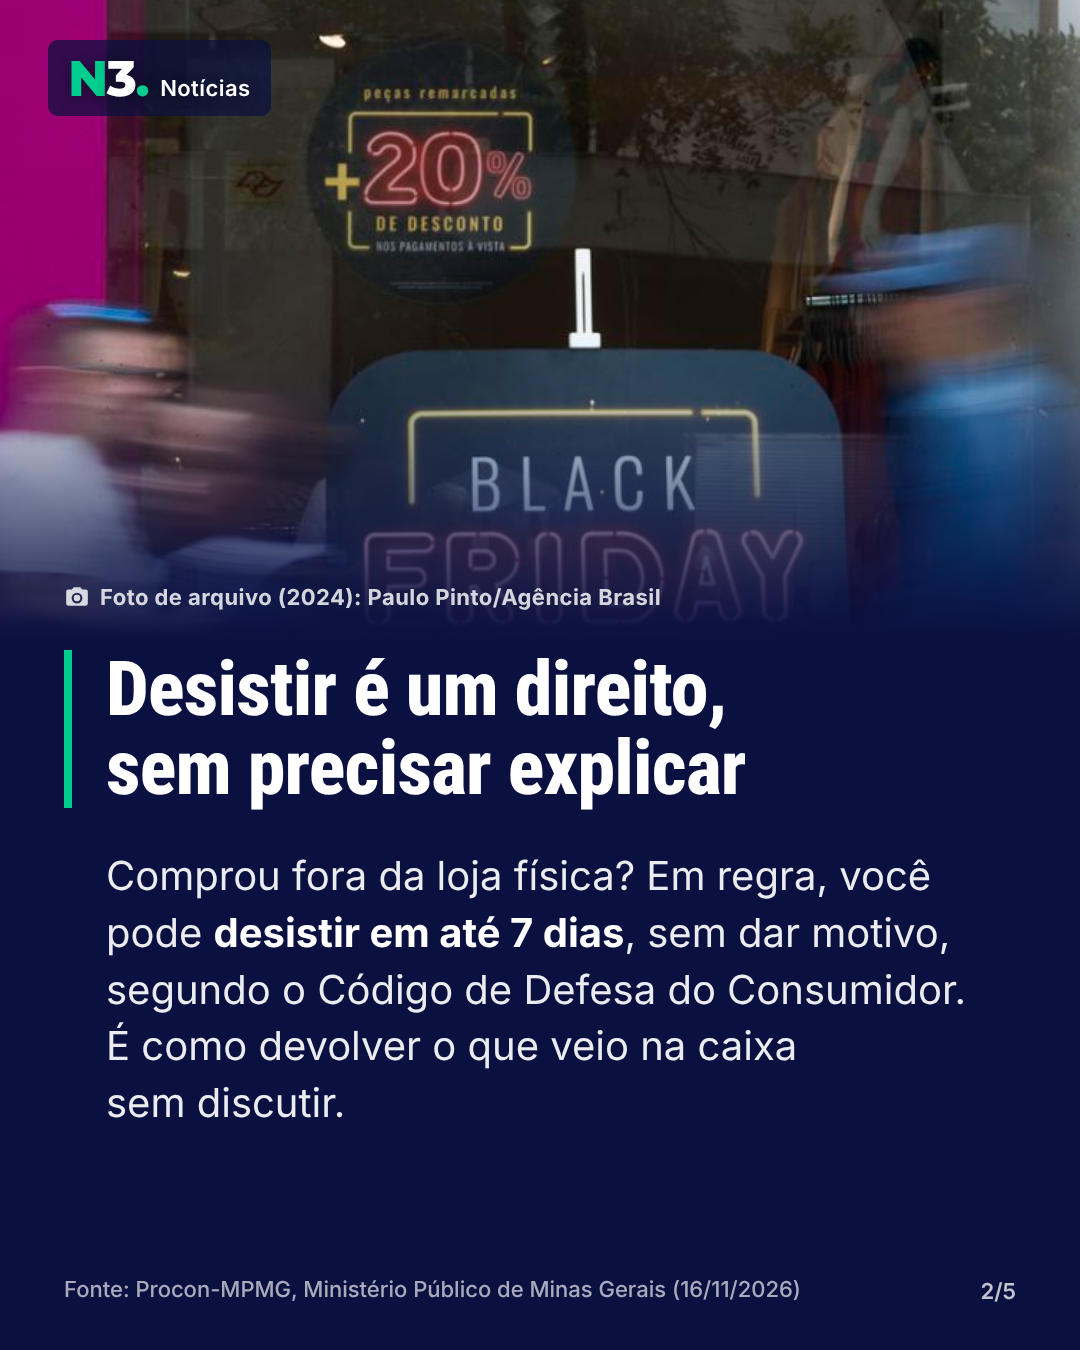 N3. Notícias
peças remarcadas
+20%
DE DESCONTO
NOS PAGAMENTOS À VISTA
BLACK
FRIDAY
Foto de arquivo (2024): Paulo Pinto/Agência Brasil
Desistir é um direito,
sem precisar explicar
Comprou fora da loja física? Em regra, você
pode desistir em até 7 dias, sem dar motivo,
segundo o Código de Defesa do Consumidor.
É como devolver o que veio na caixa
sem discutir.
Fonte: Procon-MPMG, Ministério Público de Minas Gerais (16/11/2026)
2/5